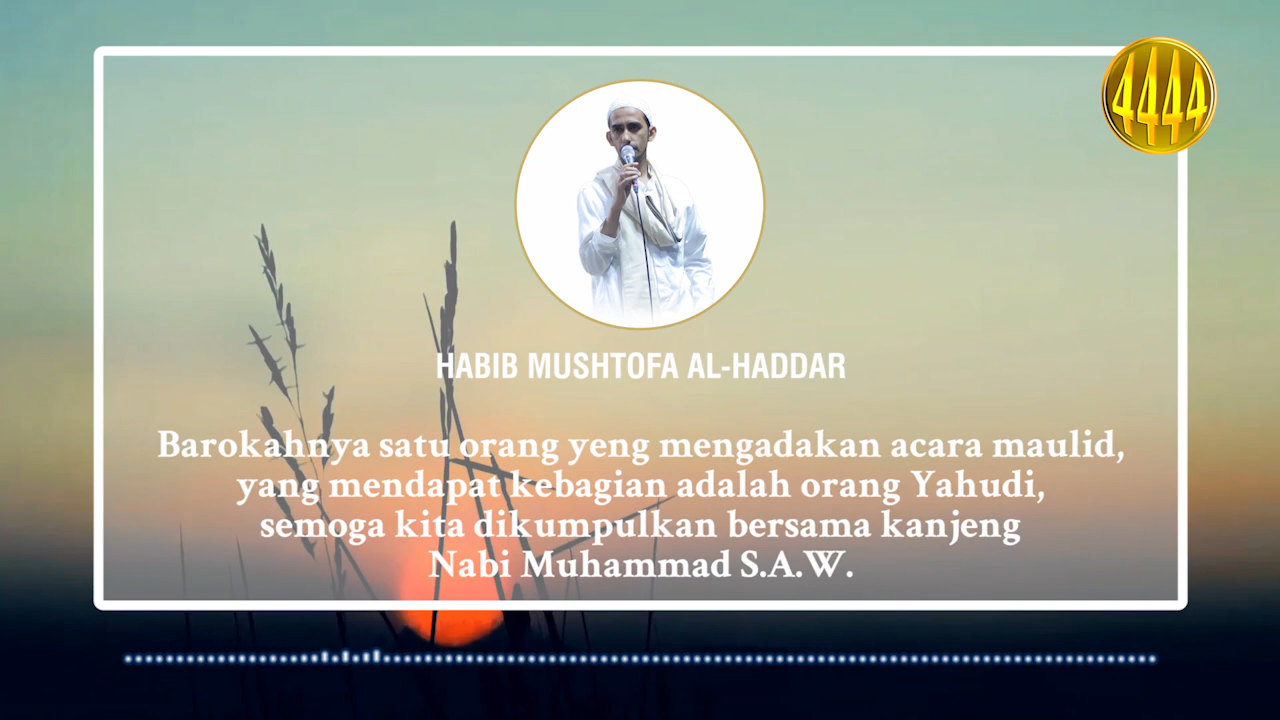 4444
HABIB MUSHTOFA AL-HADDAR
Barokahnya satu orang yeng mengadakan acara maulid,
yang mendapat kebagian adalah orang Yahudi,
semoga kita dikumpulkan bersama kanjeng
Nabi Muhammad S.A.W.